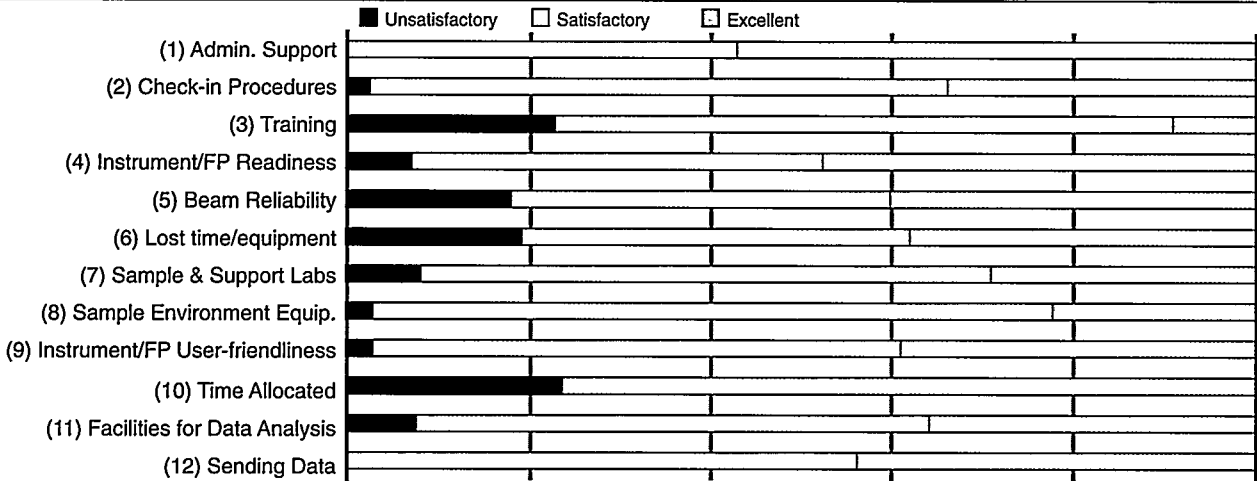 Unsatisfactory Satisfactory Excellent
(1) Admin. Support
(2) Check-in Procedures
(3) Training
(4) Instrument/FP Readiness
(5) Beam Reliability
(6) Lost time/equipment
(7) Sample & Support Labs
(8) Sample Environment Equip.
(9) Instrument/FP User-friendliness
(10) Time Allocated
(11) Facilities for Data Analysis
(12) Sending Data